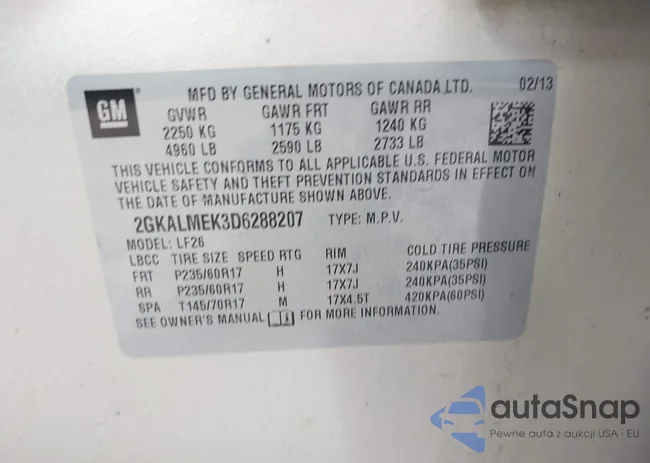 GM
MFD BY GENERAL MOTORS OF CANADA LTD. 02/13
GVWR GAWR FRT GAWR RR
2250 KG 1175 KG 1240 KG
4960 LB 2590 LB 2733 LB
THIS VEHICLE CONFORMS TO ALL APPLICABLE U.S. FEDERAL MOTOR
VEHICLE SAFETY AND THEFT PREVENTION STANDARDS IN EFFECT ON
THE DATE OF MANUFACTURE SHOWN ABOVE.
2GKALMEK3D6288207 TYPE: M.P.V.
MODEL: LF26
LBCC TIRE SIZE SPEED RTG RIM COLD TIRE PRESSURE
FRT P235/60R17 H 17X7J 240KPA(35PSI)
RR P235/60R17 H 17X7J 240KPA(35PSI)
SPA T145/70R17 M 17X4.5T 420KPA(60PSI)
SEE OWNER'S MANUAL FOR MORE INFORMATION.
autaSnap
Pewne auta z aukcji USA i EU